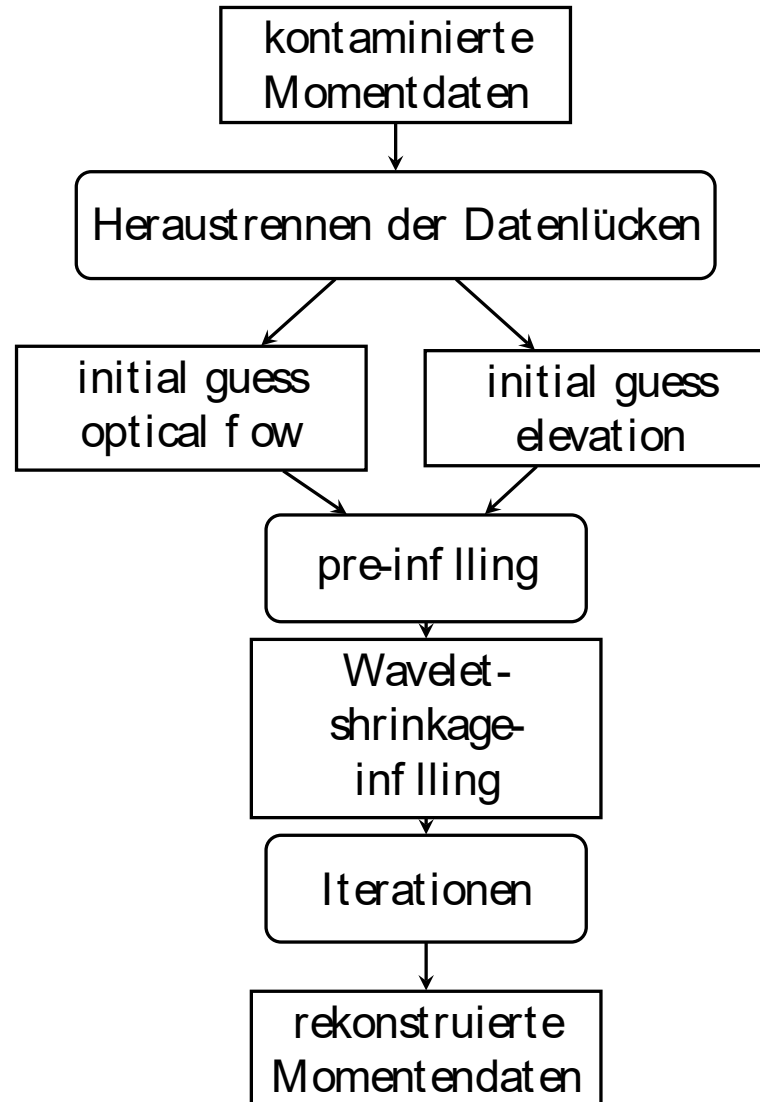 kontaminierte
Momentdaten
Heraustrennen der Datenlücken
initial guess
optical f ow
initial guess
elevation
pre-inf lling
Wavelet-
shrinkage-
inf lling
Iterationen
rekonstruierte
Momentendaten